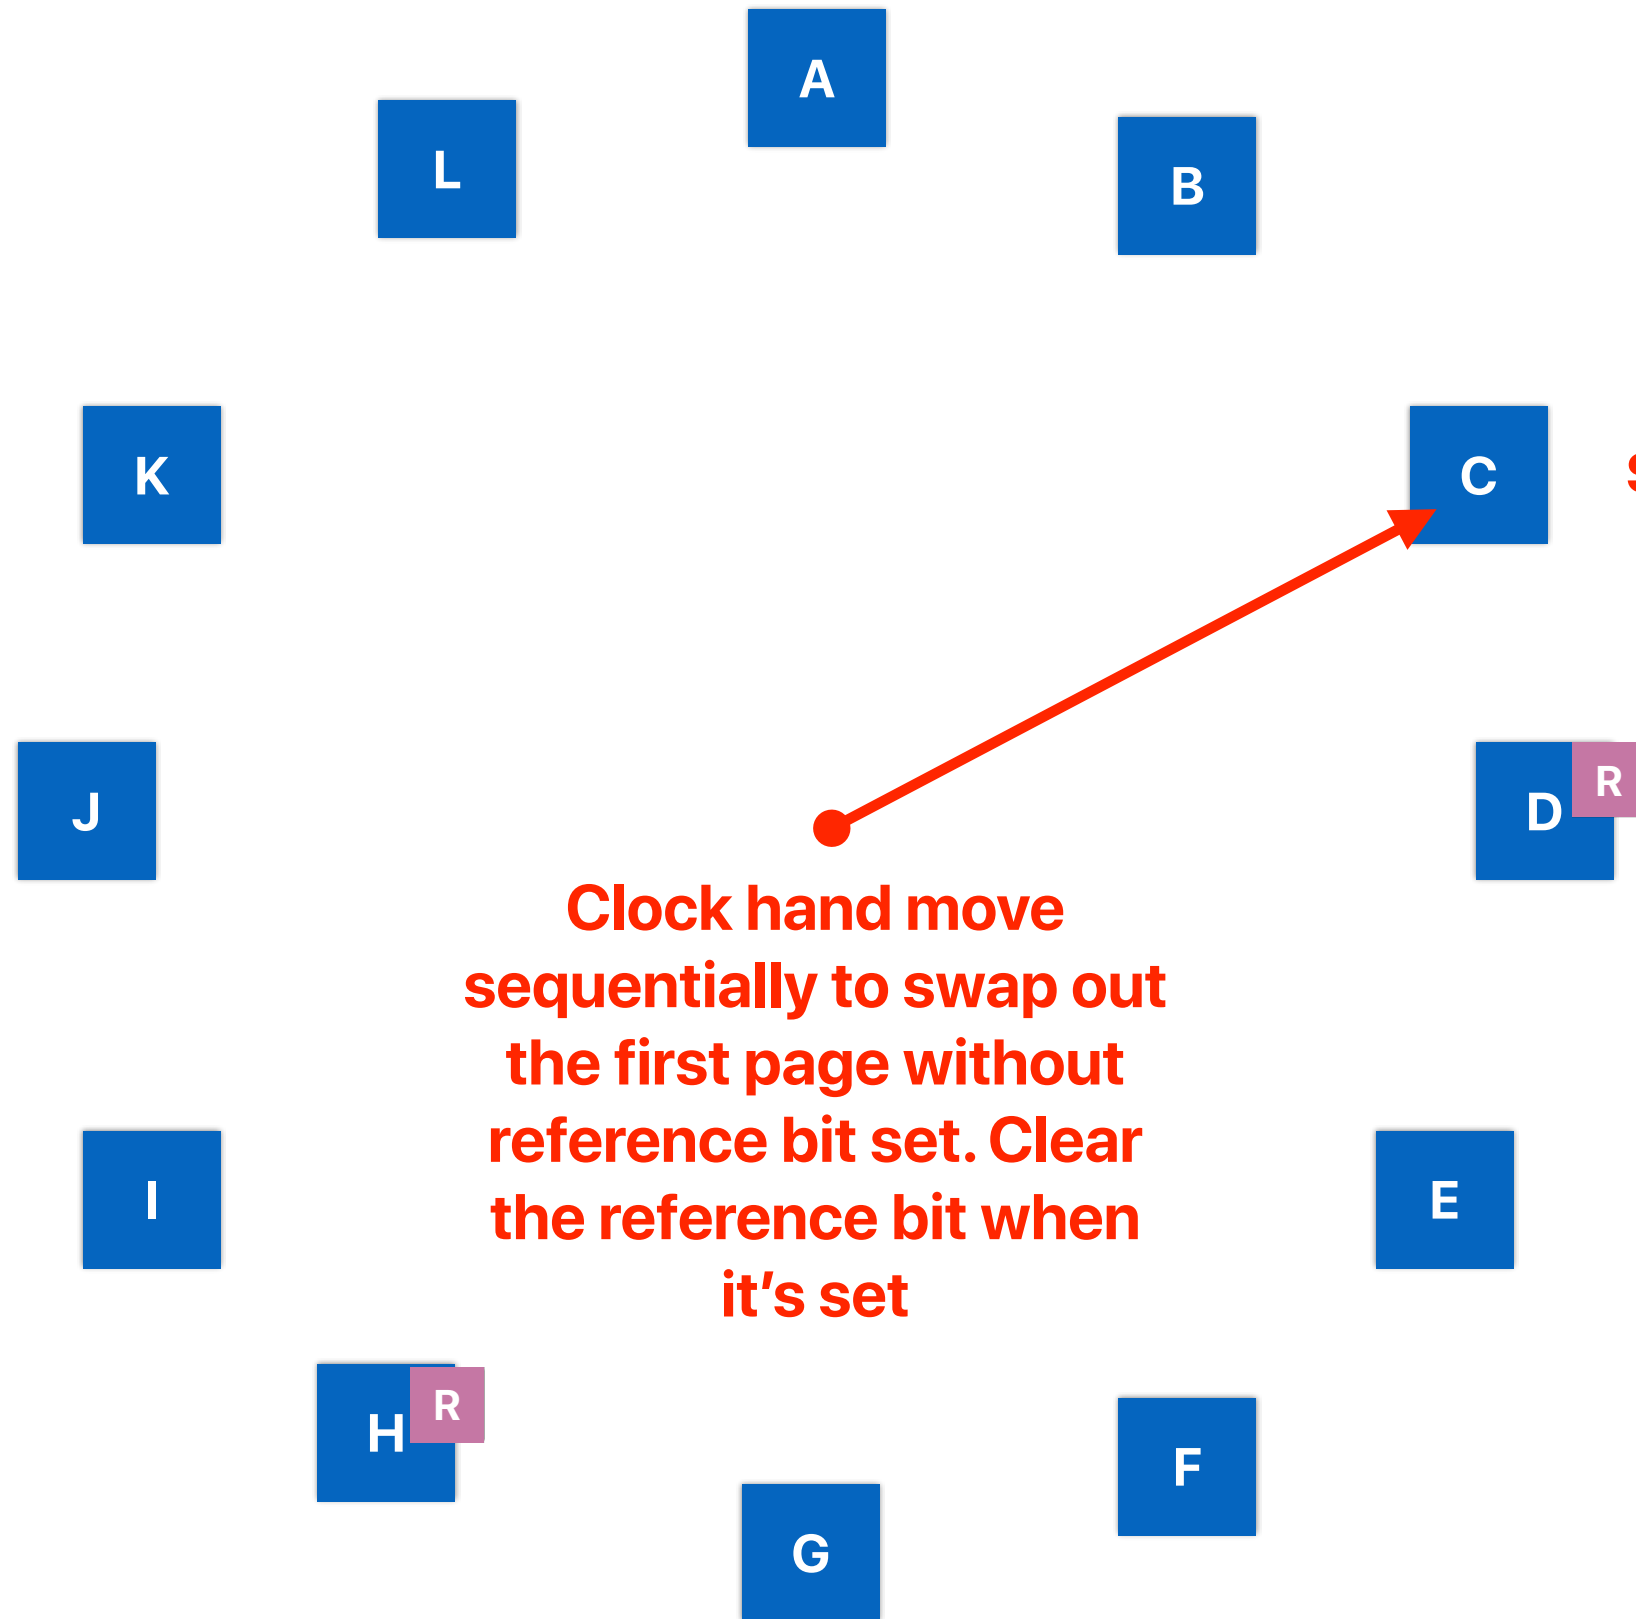 A
L
B
K
C
J
D
R
Clock hand move
sequentially to swap out
the first page without
reference bit set. Clear
the reference bit when
it’s set
I
E
H
R
F
G